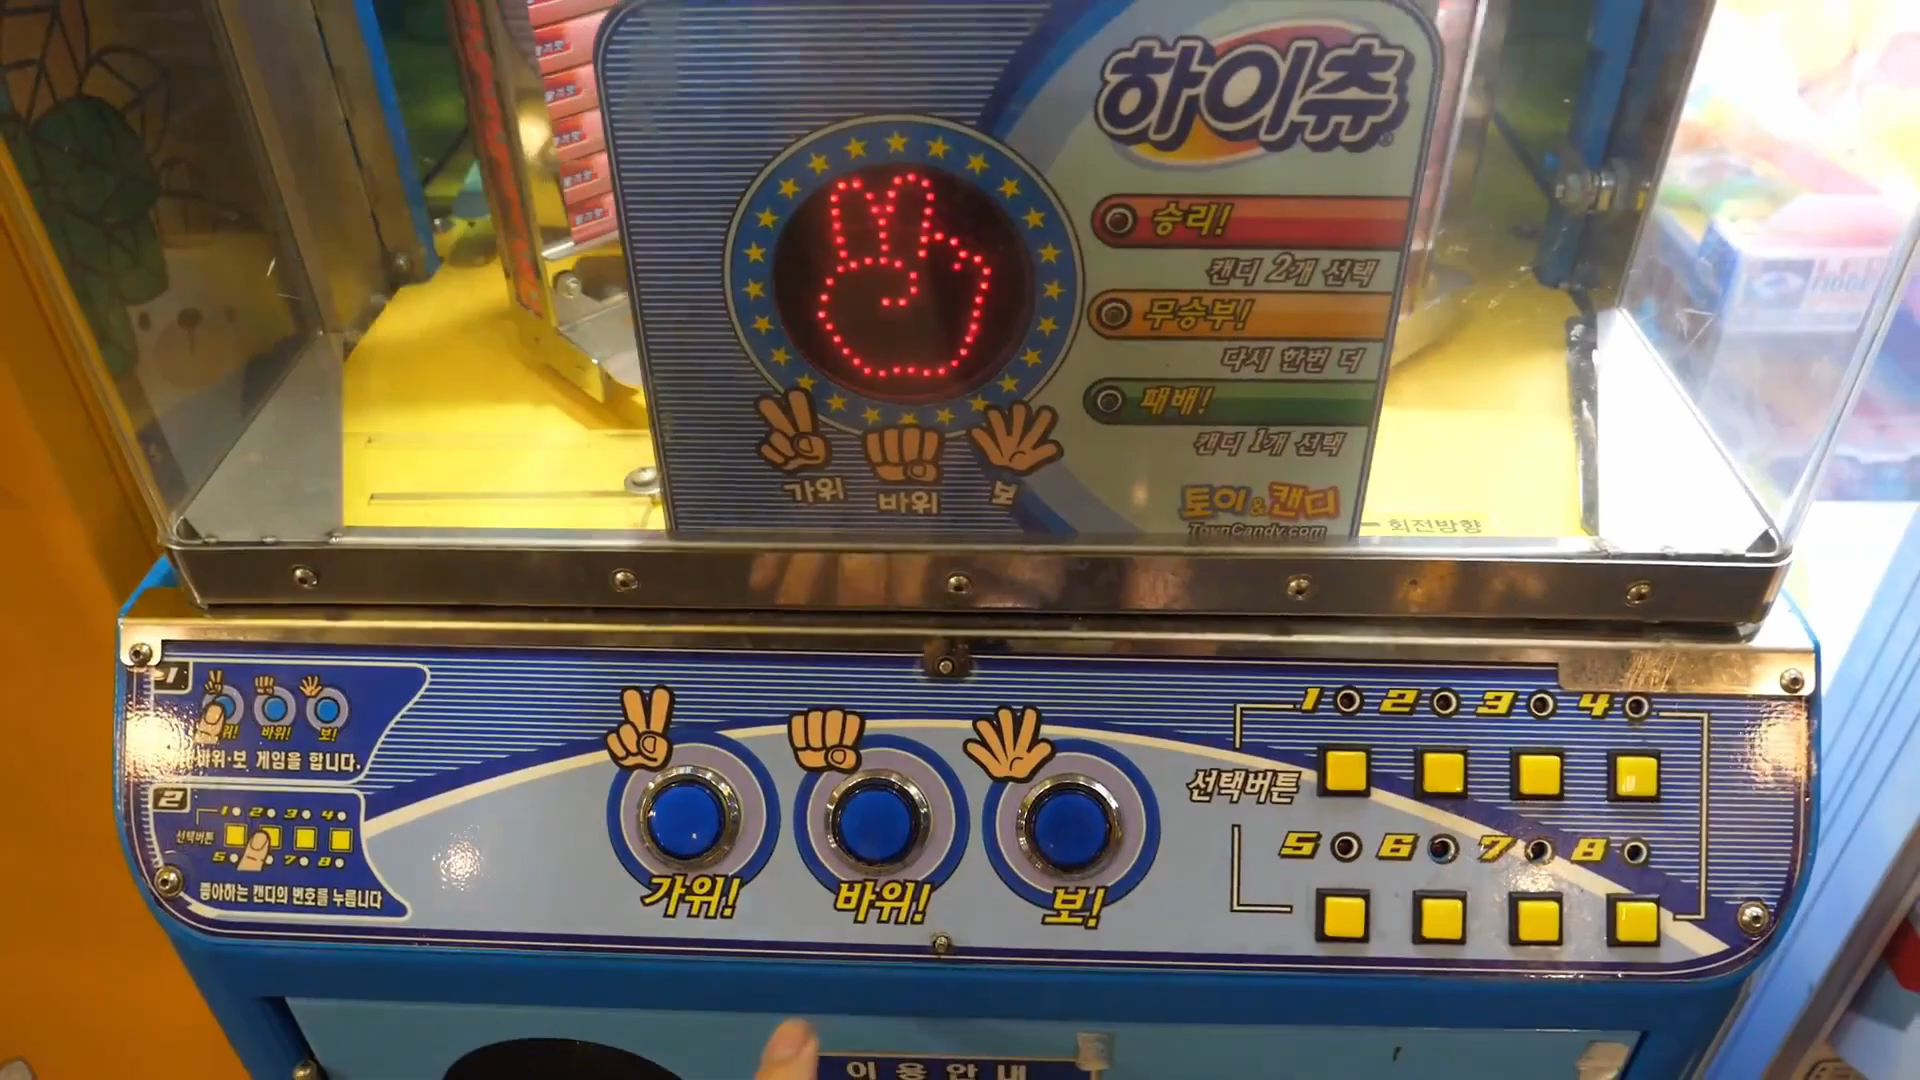 하이츄
승리!
캔디 2개 선택
무승부!
다시 한번 더
패배!
캔디 1개 선택
가위 바위 보
토이&캔디
ToynCandy.com
회전방향
1
바위!
보!
바위·보 게임을 합니다.
2
1 2 3 4
선택버튼
5 7 8
좋아하는 캔디의 번호를 누릅니다
가위! 바위! 보!
1 2 3 4
선택버튼
5 6 7 8
이용안내